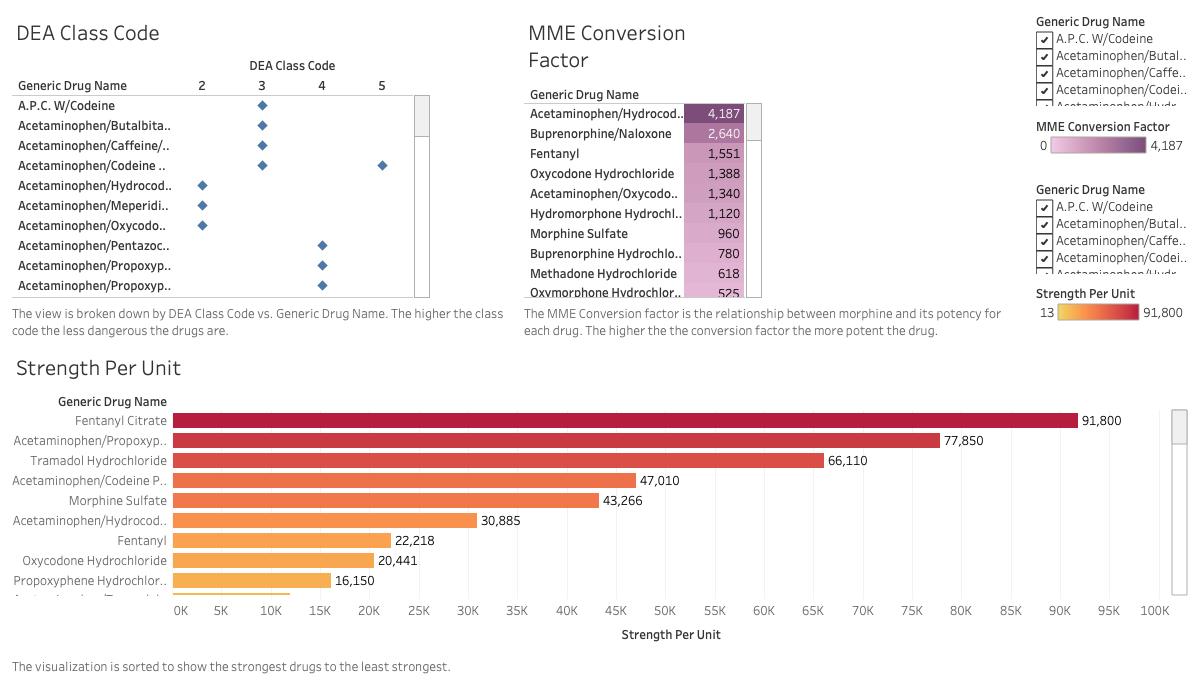 DEA Class Code
DEA Class Code
Generic Drug Name 2 3 4 5
A.P.C. W/Codeine
Acetaminophen/Butalbita..
Acetaminophen/Caffeine/..
Acetaminophen/Codeine ..
Acetaminophen/Hydrocod..
Acetaminophen/Meperidi..
Acetaminophen/Oxycodo..
Acetaminophen/Pentazoc..
Acetaminophen/Propoxyp..
Acetaminophen/Propoxyp..
The view is broken down by DEA Class Code vs. Generic Drug Name. The higher the class
code the less dangerous the drugs are.
MME Conversion
Factor
Generic Drug Name
Acetaminophen/Hydrocod.. 4,187
Buprenorphine/Naloxone 2,640
Fentanyl 1,551
Oxycodone Hydrochloride 1,388
Acetaminophen/Oxycodo.. 1,340
Hydromorphone Hydrochl.. 1,120
Morphine Sulfate 960
Buprenorphine Hydrochlo.. 780
Methadone Hydrochloride 618
Oxymorphone Hydrochlor.. 525
The MME Conversion factor is the relationship between morphine and its potency for
each drug. The higher the the conversion factor the more potent the drug.
Generic Drug Name
A.P.C. W/Codeine
Acetaminophen/Butal..
Acetaminophen/Caffe..
Acetaminophen/Codei..
Acetaminophen/Hydr..
MME Conversion Factor
0 4,187
Generic Drug Name
A.P.C. W/Codeine
Acetaminophen/Butal..
Acetaminophen/Caffe..
Acetaminophen/Codei..
Acetaminophen/Hydr..
Strength Per Unit
13 91,800
Strength Per Unit
Generic Drug Name
Fentanyl Citrate 91,800
Acetaminophen/Propoxyp.. 77,850
Tramadol Hydrochloride 66,110
Acetaminophen/Codeine P.. 47,010
Morphine Sulfate 43,266
Acetaminophen/Hydrocod.. 30,885
Fentanyl 22,218
Oxycodone Hydrochloride 20,441
Propoxyphene Hydrochlor.. 16,150
0K 5K 10K 15K 20K 25K 30K 35K 40K 45K 50K 55K 60K 65K 70K 75K 80K 85K 90K 95K 100K
Strength Per Unit
The visualization is sorted to show the strongest drugs to the least strongest.